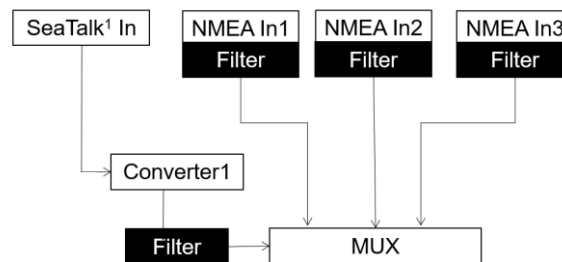 SeaTalk¹ In
NMEA In1
Filter
NMEA In2
Filter
NMEA In3
Filter
Converter1
Filter
MUX